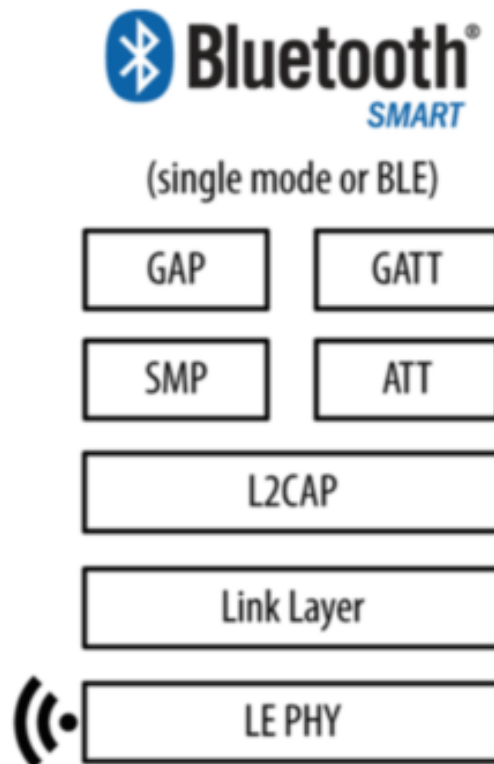 Bluetooth®
SMART
(single mode or BLE)
GAP GATT
SMP ATT
L2CAP
Link Layer
LE PHY